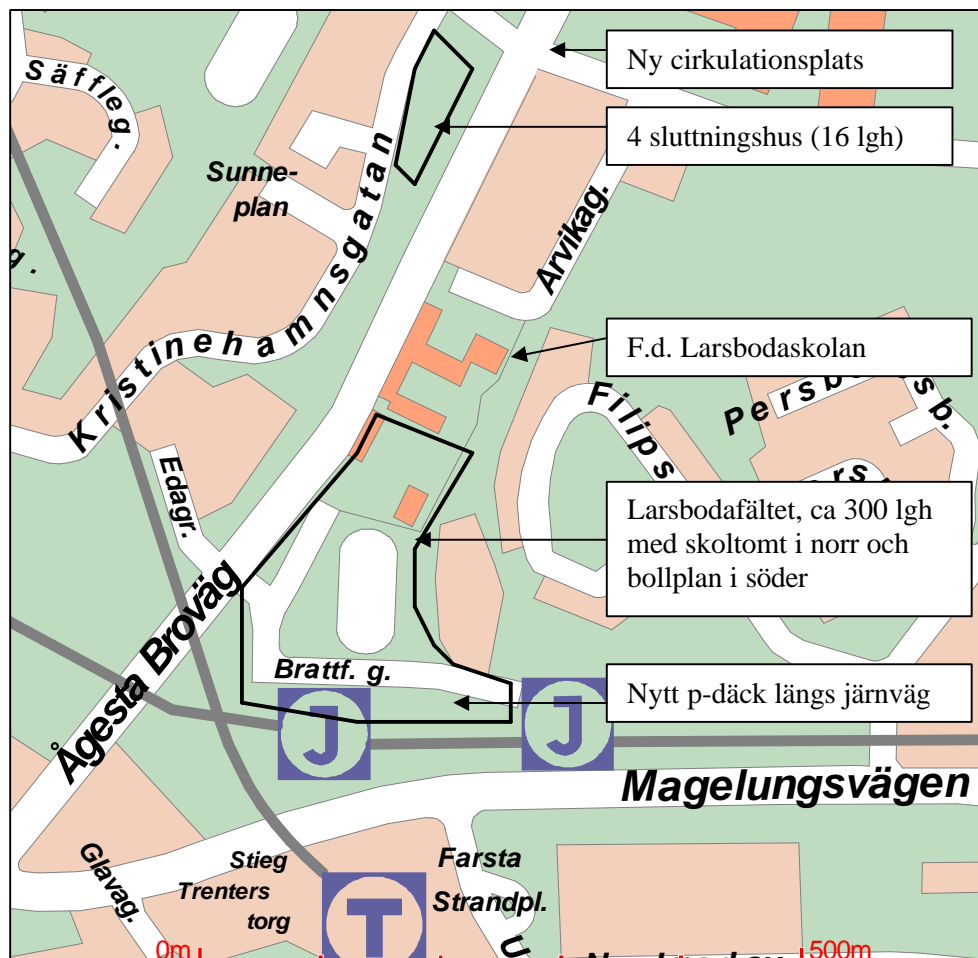 Ny cirkulationsplats
4 sluttningshus (16 lgh)
Säffleg.
Sunne-
plan
Kristinehamnsgatan
Arvikag.
g.
F.d. Larsbodaskolan
Edagr.
Larsbodafältet, ca 300 lgh
med skoltomt i norr och
bollplan i söder
Ågesta Broväg
Brattf. g.
Nytt p-däck längs järnväg
J
J
Magelungsvägen
Glavag.
Stieg
Trenters
torg
Farsta
Strandpl.
T
0m
500m